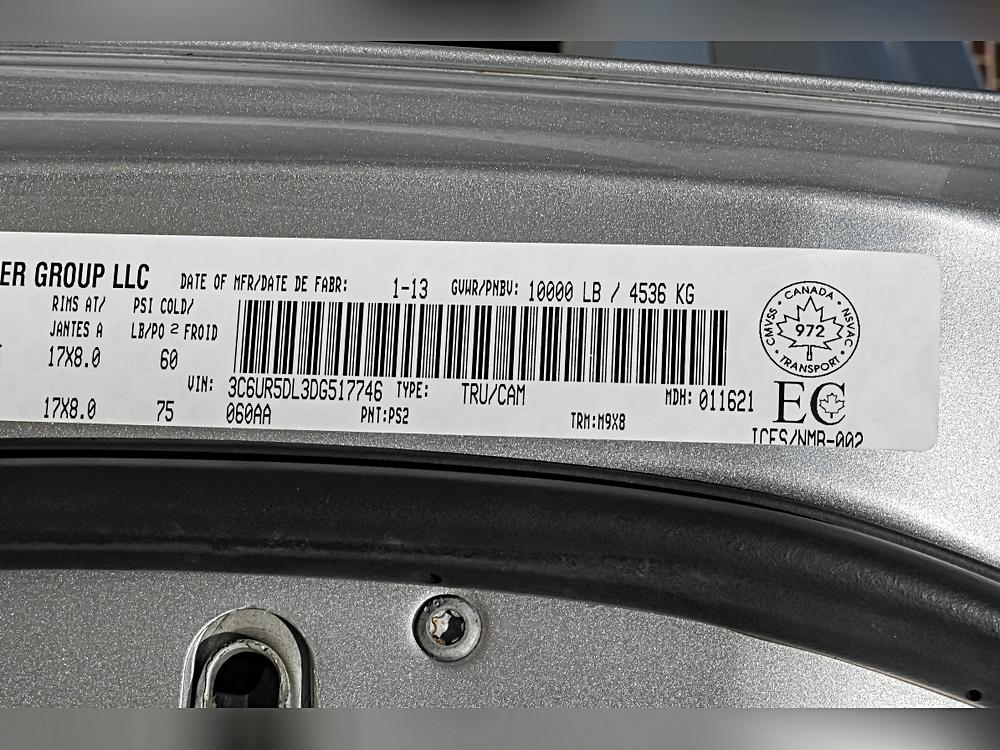 ER GROUP LLC
DATE OF MFR/DATE DE FABR: 1-13 GVWR/PNBV: 10000 LB / 4536 KG
RIMS AT/ PSI COLD/
JANTES A LB/PO 2 FROID
17X8.0 60
VIN: 3C6UR5DL3DG517746 TYPE: TRU/CAM MDH: 011621
17X8.0 75 060AA PNT:PS2 TRM:M9X8
CANADA
CMVSS 972 NSVAC
TRANSPORT
EC
ICES/NMB-002